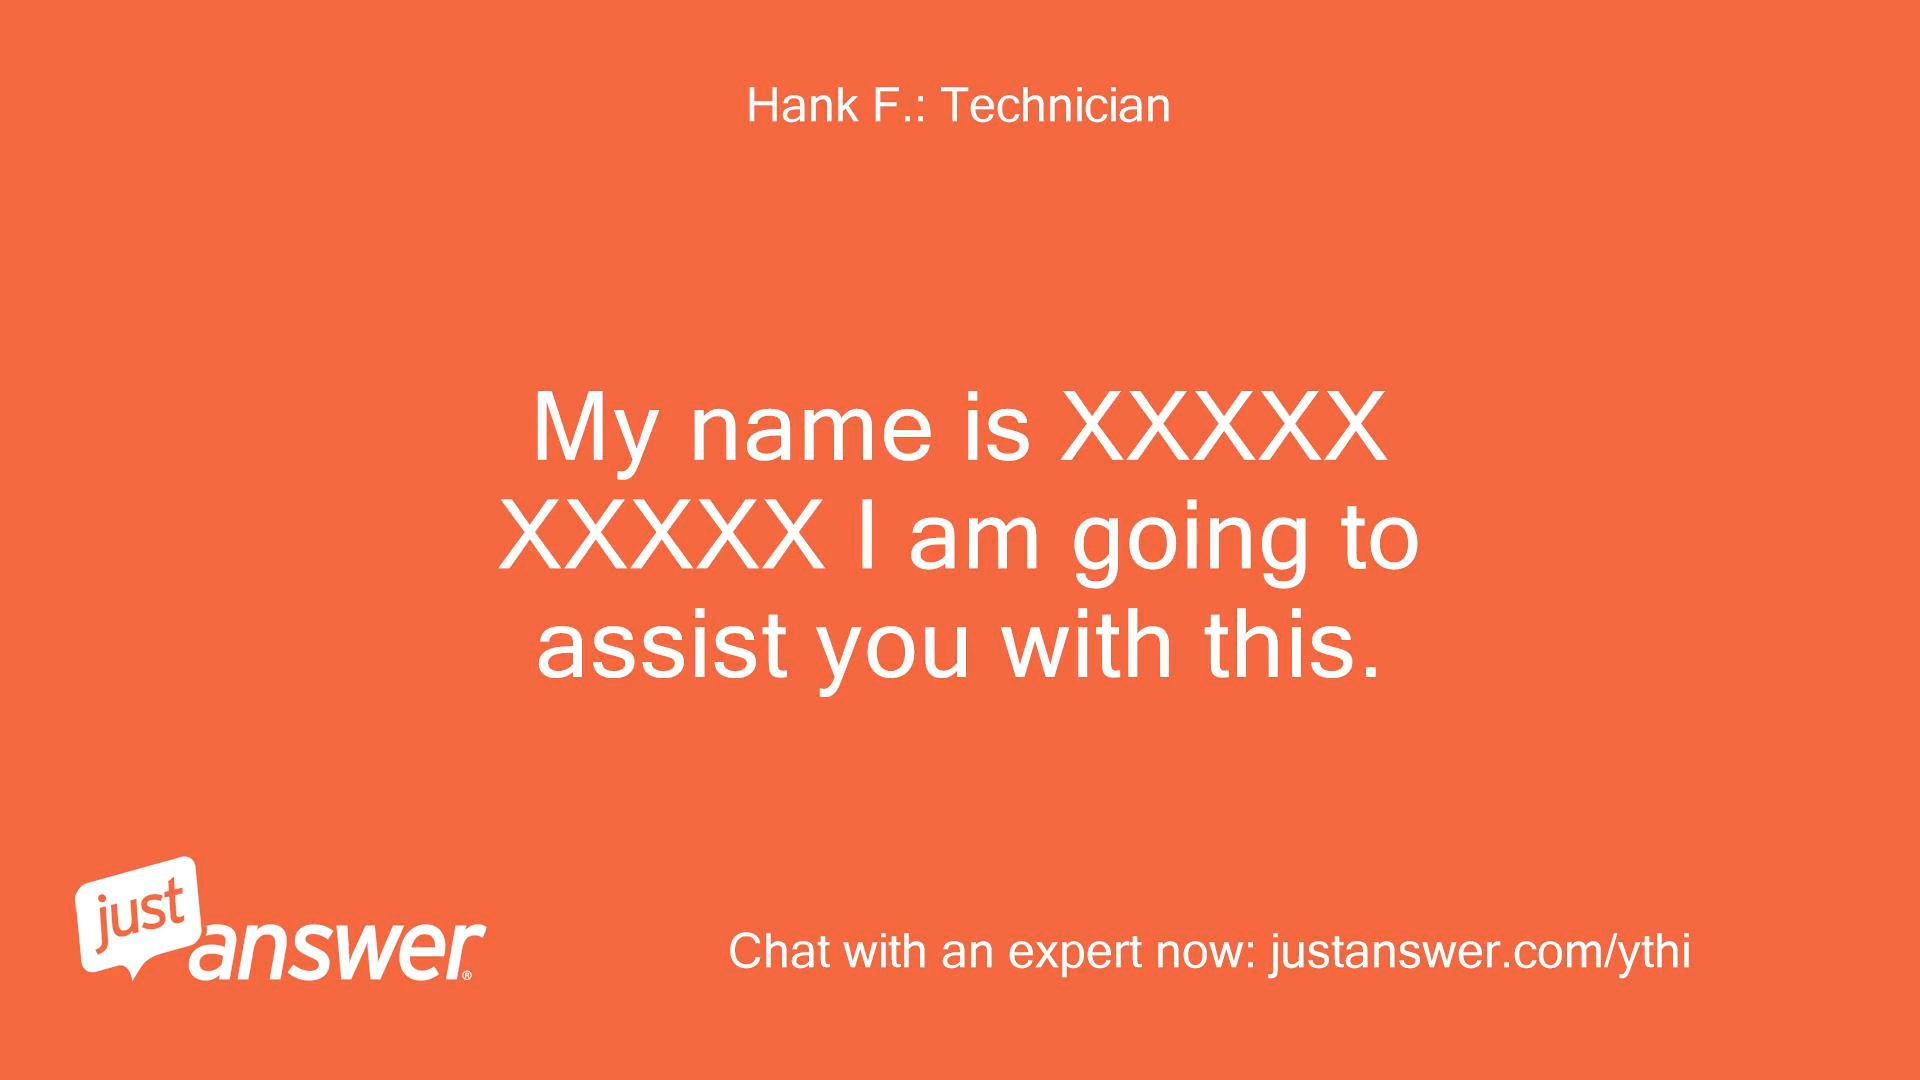 Hank F.: Technician
My name is XXXXX
XXXXX I am going to
assist you with this.
just
answer®
Chat with an expert now: justanswer.com/ythi